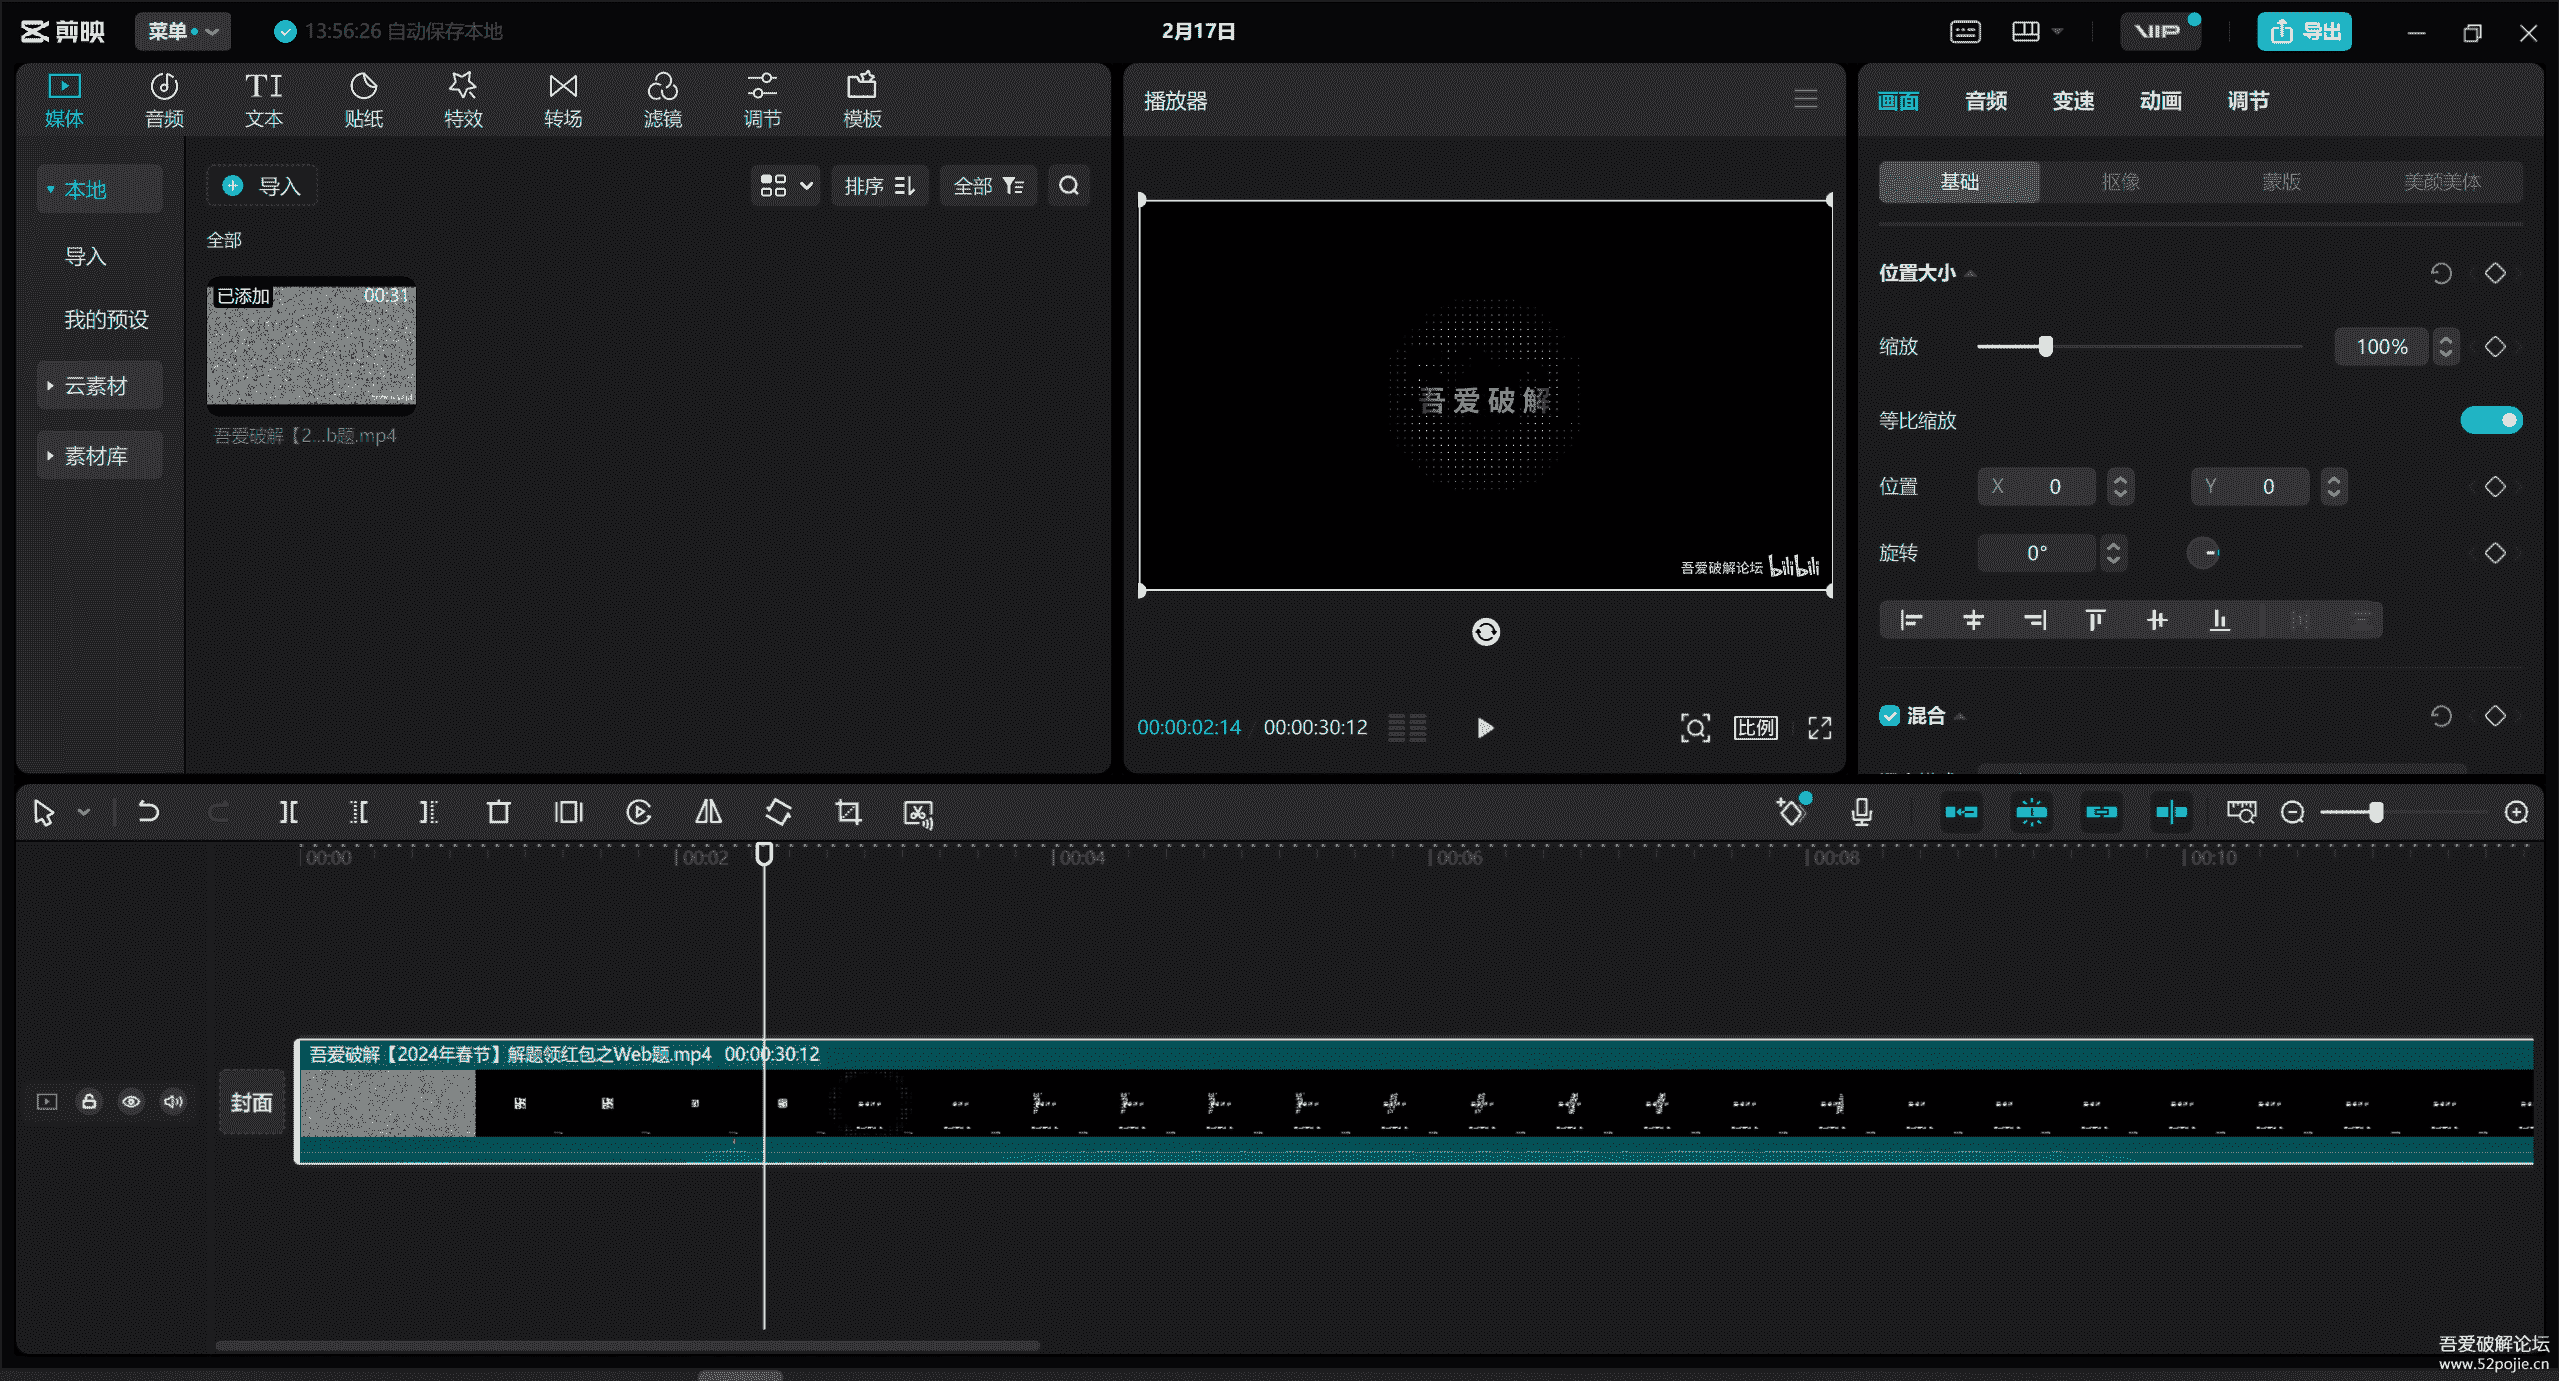 剪映
菜单
13:56:26 自动保存本地
2月17日
VIP
导出
媒体
音频
文本
贴纸
特效
转场
滤镜
调节
模板
本地
导入
我的预设
云素材
素材库
导入
排序
全部
全部
已添加
00:31
吾爱破解【2...b题.mp4
播放器
吾爱破解
吾爱破解论坛 bilibili
00:00:02:14
00:00:30:12
比例
画面
音频
变速
动画
调节
基础
抠像
蒙版
美颜美体
位置大小
缩放
100%
等比缩放
位置
X 0
Y 0
旋转
0°
混合
00:00
00:02
00:04
00:06
00:08
00:10
封面
吾爱破解【2024年春节】解题领红包之Web题.mp4 00:00:30:12
吾爱破解论坛
www.52pojie.cn